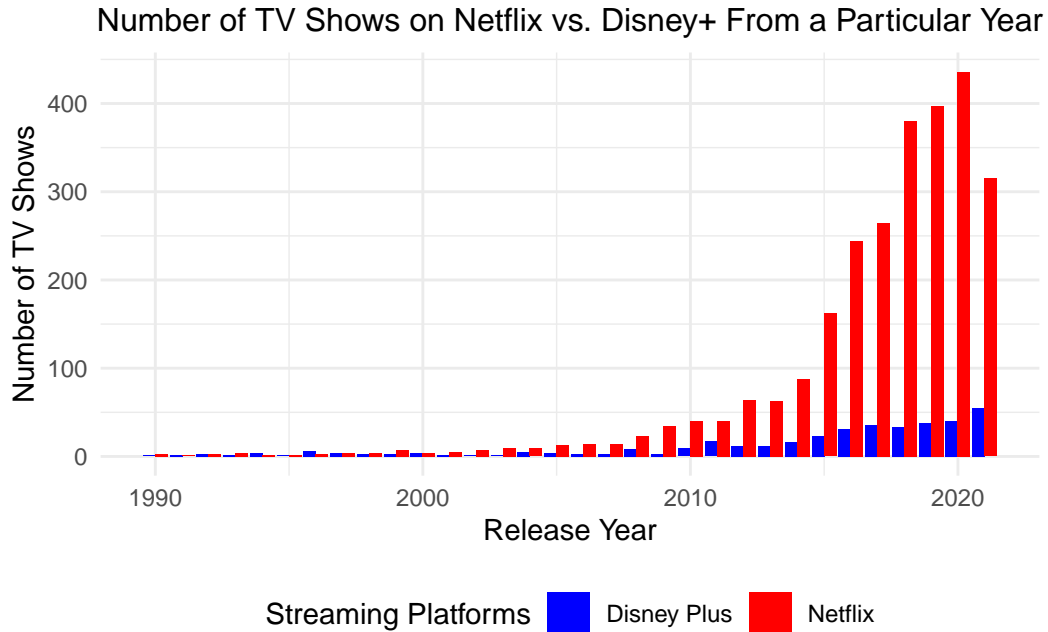 Number of TV Shows on Netflix vs. Disney+ From a Particular Year
Number of TV Shows
400
300
200
100
0
1990 2000 2010 2020
Release Year
Streaming Platforms Disney Plus Netflix